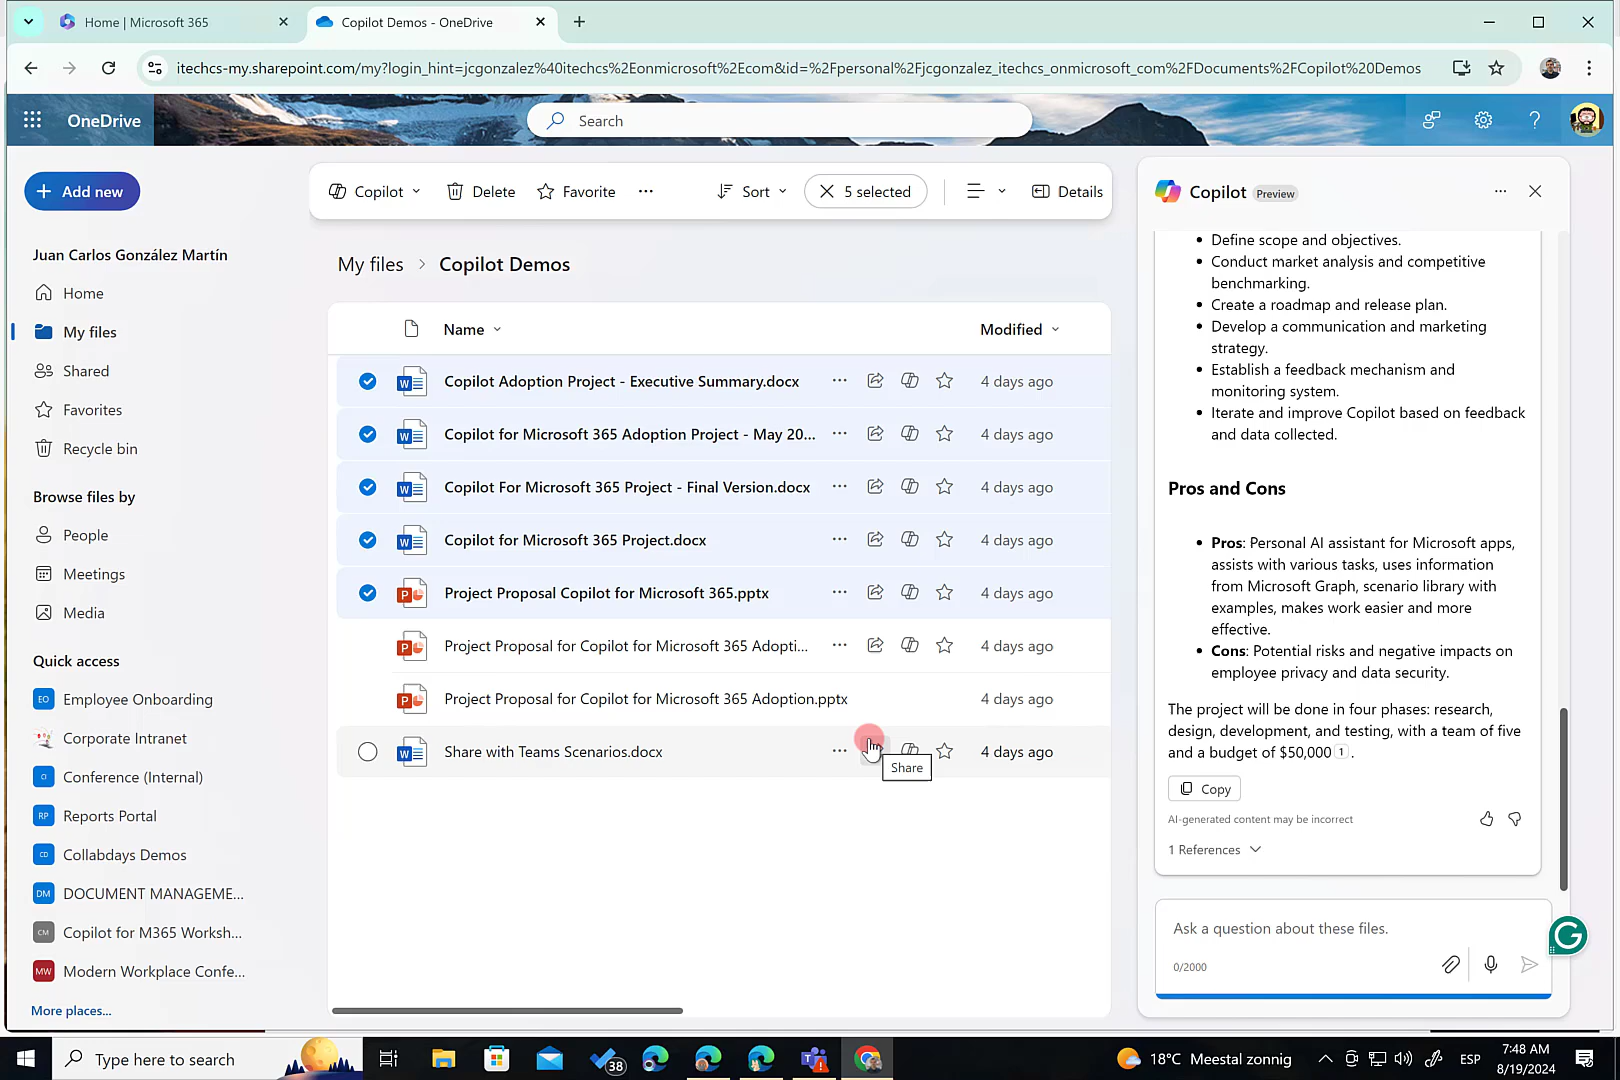 Home | Microsoft 365
Copilot Demos - OneDrive
itechcs-my.sharepoint.com/my?login_hint=jcgonzalez%40itechcs%2Eonmicrosoft%2Ecom&id=%2Fpersonal%2Fjcgonzalez_itechcs_onmicrosoft_com%2FDocuments%2FCopilot%20Demos
OneDrive
Search
Add new
Copilot
Delete
Favorite
Sort
5 selected
Details
Juan Carlos González Martín
Home
My files
Shared
Favorites
Recycle bin
Browse files by
People
Meetings
Media
Quick access
EO Employee Onboarding
Corporate Intranet
CI Conference (Internal)
RP Reports Portal
CD Collabdays Demos
DM DOCUMENT MANAGEME...
CM Copilot for M365 Worksh...
MW Modern Workplace Confe...
More places...
My files > Copilot Demos
Name
Modified
Copilot Adoption Project - Executive Summary.docx 4 days ago
Copilot for Microsoft 365 Adoption Project - May 20... 4 days ago
Copilot For Microsoft 365 Project - Final Version.docx 4 days ago
Copilot for Microsoft 365 Project.docx 4 days ago
Project Proposal Copilot for Microsoft 365.pptx 4 days ago
Project Proposal for Copilot for Microsoft 365 Adopti... 4 days ago
Project Proposal for Copilot for Microsoft 365 Adoption.pptx 4 days ago
Share with Teams Scenarios.docx 4 days ago
Share
Copilot Preview
• Define scope and objectives.
• Conduct market analysis and competitive
benchmarking.
• Create a roadmap and release plan.
• Develop a communication and marketing
strategy.
• Establish a feedback mechanism and
monitoring system.
• Iterate and improve Copilot based on feedback
and data collected.
Pros and Cons
• Pros: Personal AI assistant for Microsoft apps,
assists with various tasks, uses information
from Microsoft Graph, scenario library with
examples, makes work easier and more
effective.
• Cons: Potential risks and negative impacts on
employee privacy and data security.
The project will be done in four phases: research,
design, development, and testing, with a team of five
and a budget of $50,000 1 .
Copy
AI-generated content may be incorrect
1 References
Ask a question about these files.
0/2000
Type here to search
38
18°C Meestal zonnig
ESP
7:48 AM
8/19/2024